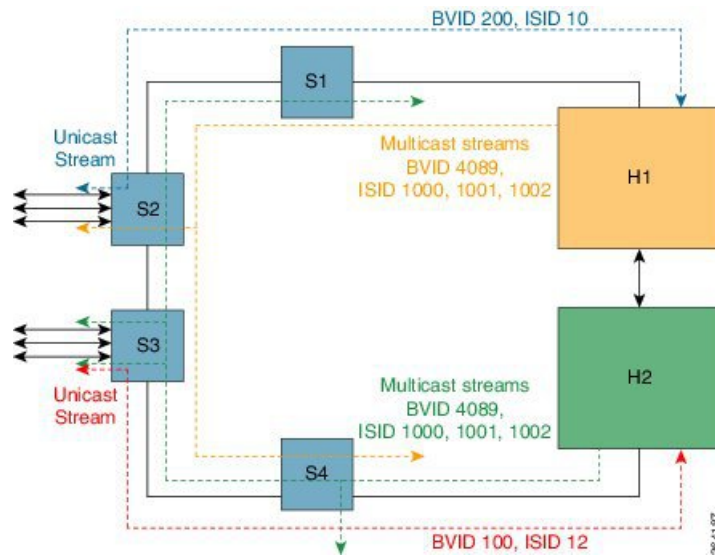 BVID 200, ISID 10
S1
Unicast
Stream
Multicast streams
BVID 4089,
ISID 1000, 1001, 1002
H1
S2
S3
Unicast
Stream
Multicast streams
BVID 4089,
ISID 1000, 1001, 1002
H2
S4
BVID 100, ISID 12